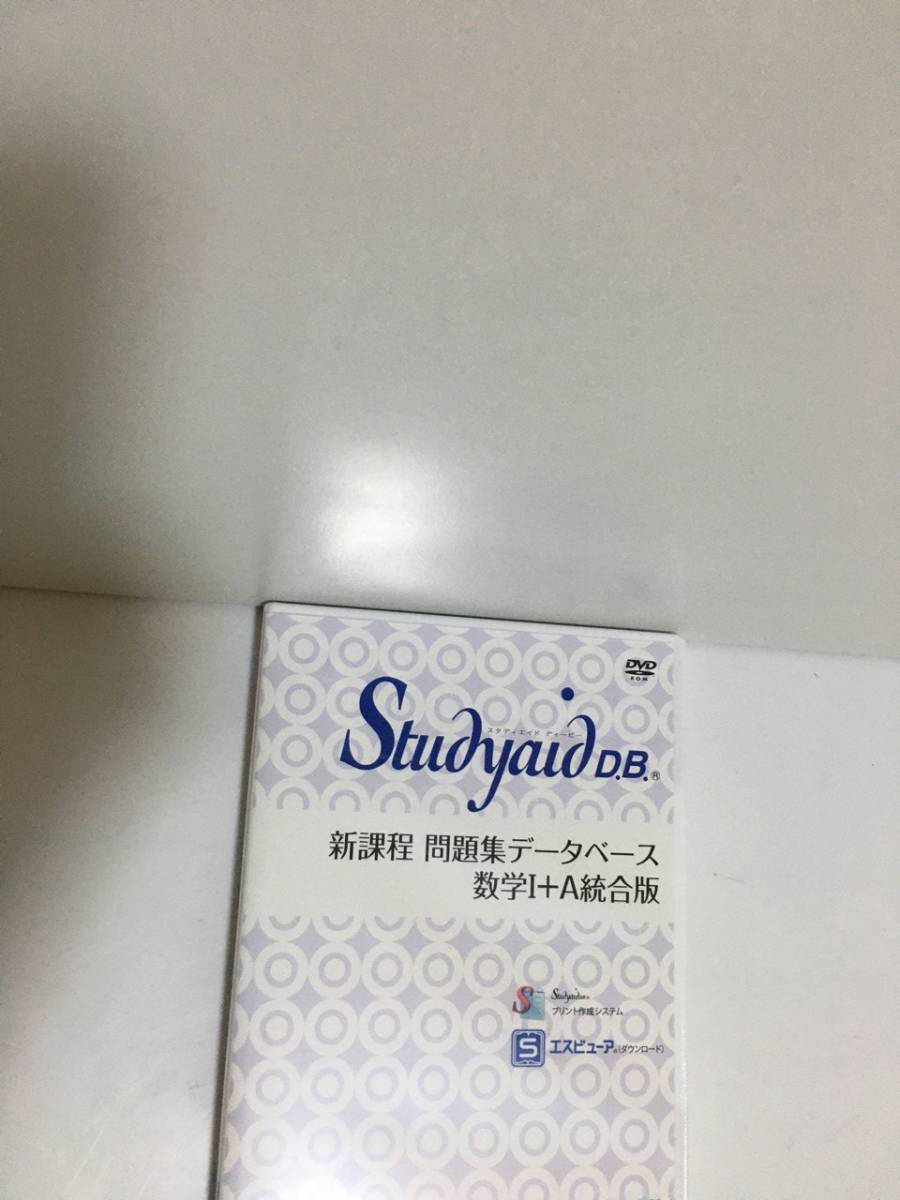 DVD
ROM
Studyaid D.B.®
スタディエイド ディービー
新課程 問題集データベース
数学I+A統合版
Studyaid D.B.
プリント作成システム
S
エスビューア®(ダウンロード)